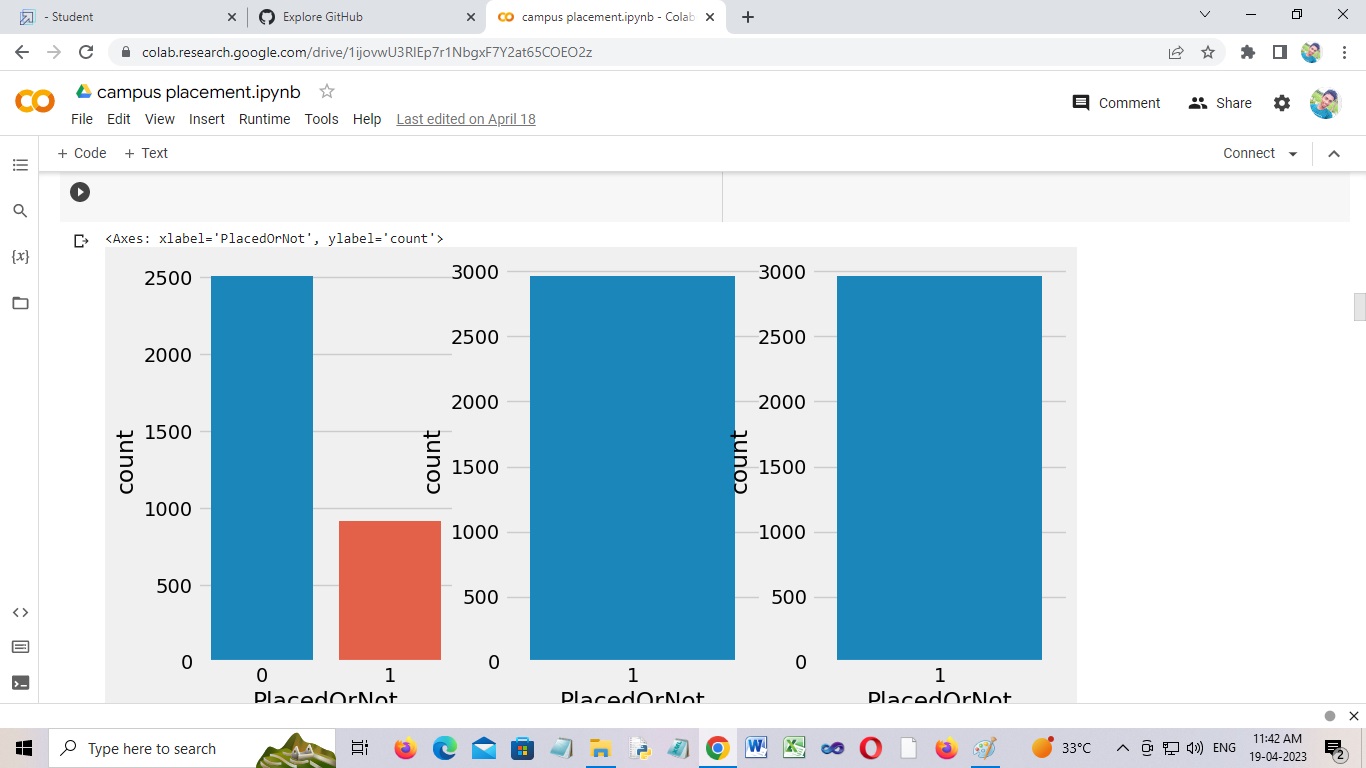 - Student
Explore GitHub
campus placement.ipynb - Colab
colab.research.google.com/drive/1ijovwU3RlEp7r1NbgxF7Y2at65COEO2z
campus placement.ipynb
File Edit View Insert Runtime Tools Help Last edited on April 18
Comment
Share
+ Code + Text
Connect
{x}
<Axes: xlabel='PlacedOrNot', ylabel='count'>
2500
2000
1500
1000
500
0
count
0 1
PlacedOrNot
3000
2500
2000
1500
1000
500
0
count
1
PlacedOrNot
3000
2500
2000
1500
1000
500
0
count
1
PlacedOrNot
Type here to search
33°C
ENG
11:42 AM
19-04-2023
2